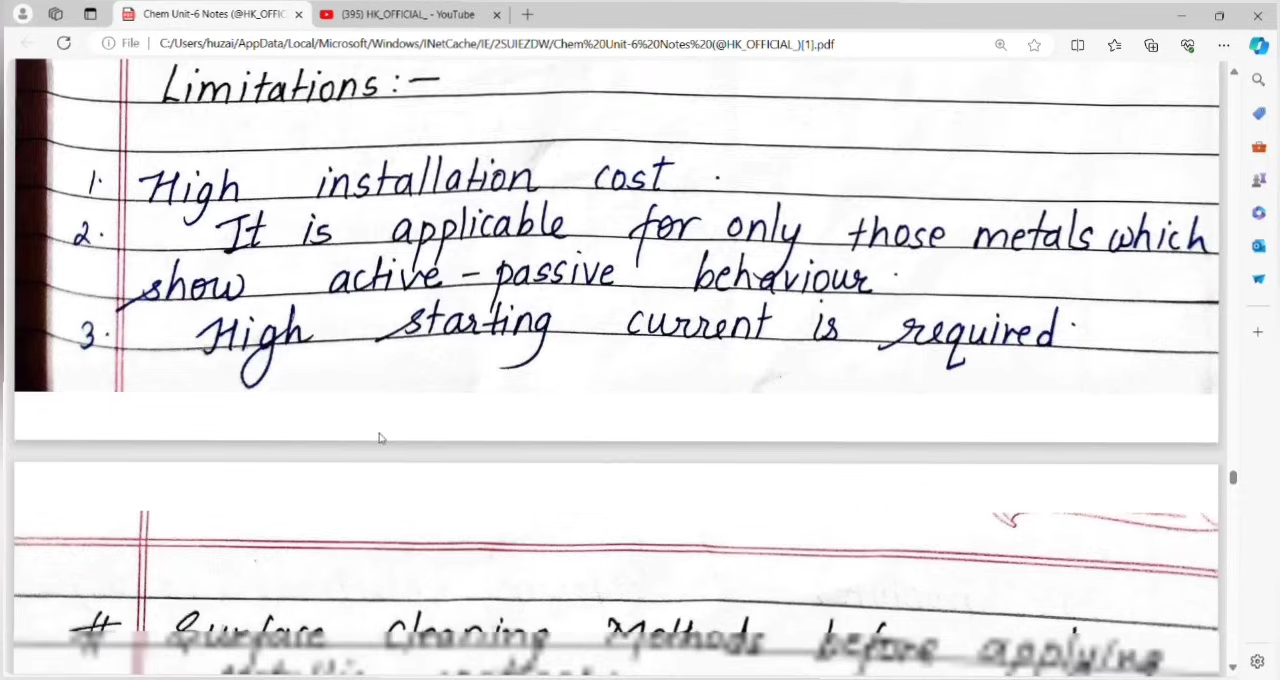 Chem Unit-6 Notes (@HK_OFFIC
(395) HK_OFFICIAL_ - YouTube
File
C:/Users/huzai/AppData/Local/Microsoft/Windows/INetCache/IE/2SUIEZDW/Chem%20Unit-6%20Notes%20(@HK_OFFICIAL_)[1].pdf
Limitations :-
1. High installation cost .
2. It is applicable for only those metals which
show active - passive behaviour .
3. High starting current is required .
# Surface Cleaning Methods before applying